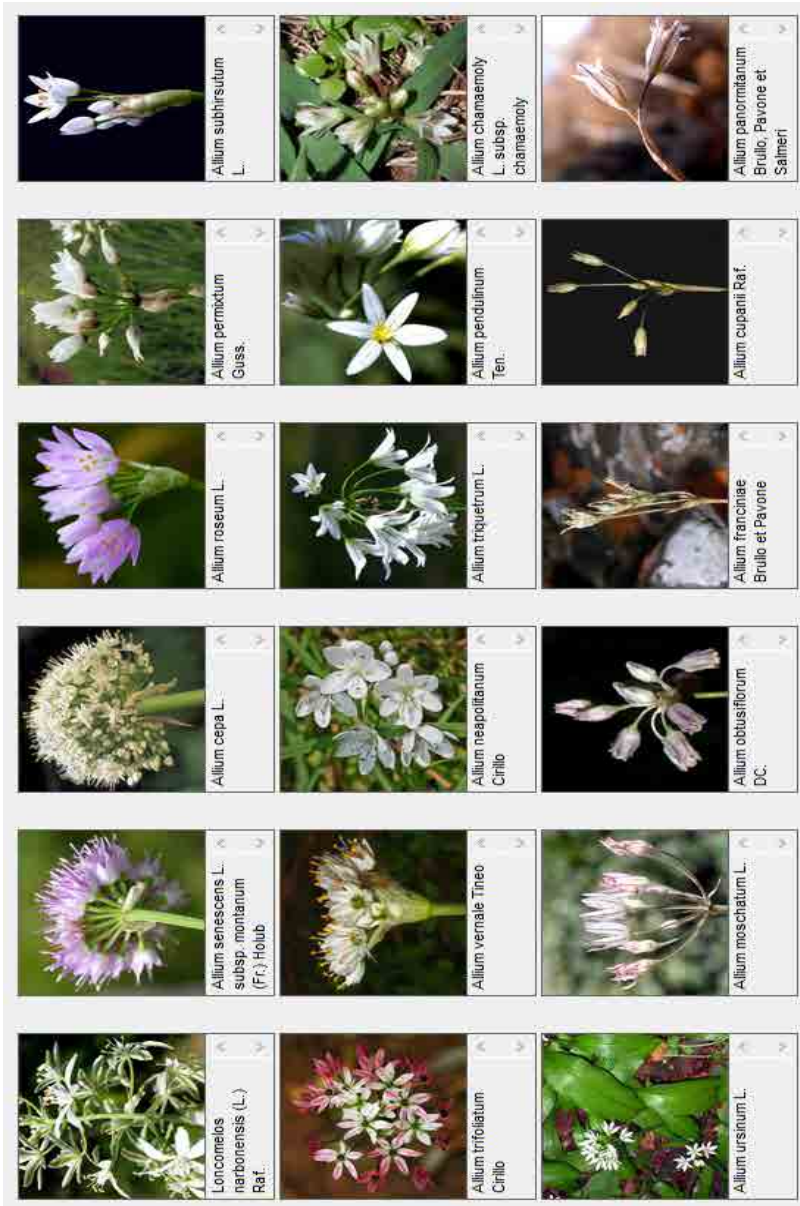 Loncomelos
narbonensis (L.)
Raf.
Allium senescens L.
subsp. montanum
(Fr.) Holub
Allium cepa L.
Allium roseum L.
Allium permixtum
Guss.
Allium subhirsutum
L.
Allium trifoliatum
Cirillo
Allium vernale Tineo
Allium neapolitanum
Cirillo
Allium triquetrum L.
Allium pendulinum
Ten.
Allium chamaemoly
L. subsp.
chamaemoly
Allium ursinum L.
Allium moschatum L.
Allium obtusiflorum
DC.
Allium franciniae
Brullo et Pavone
Allium cupanii Raf.
Allium panormitanum
Brullo, Pavone et
Salmeri